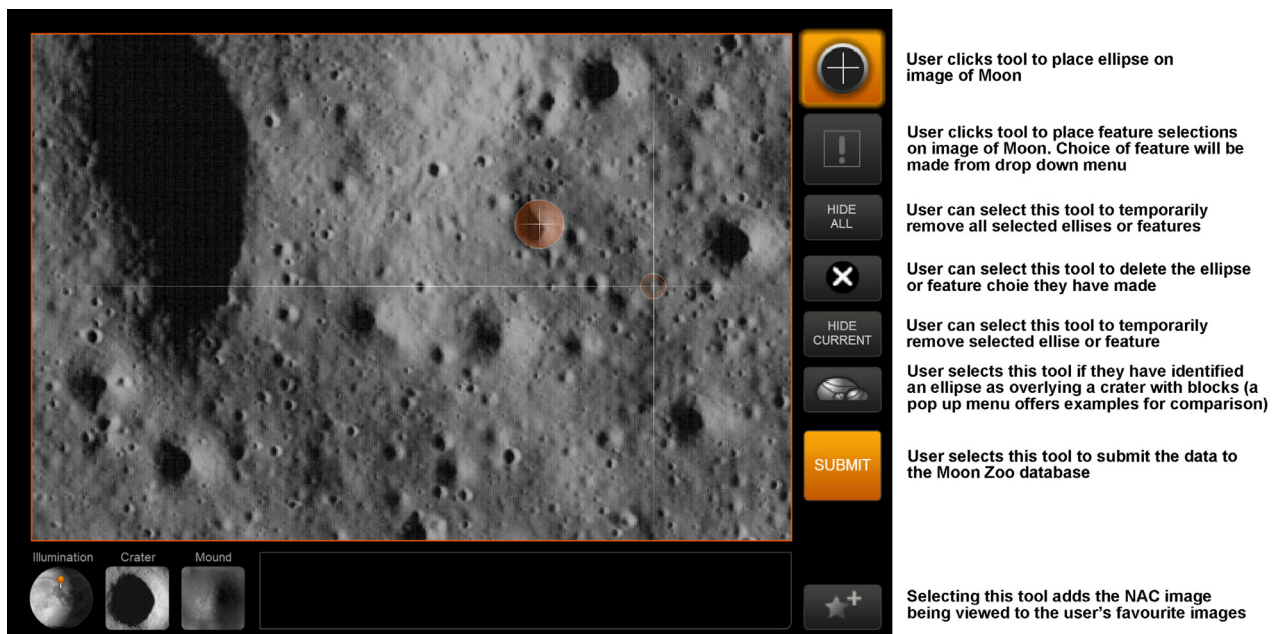 User clicks tool to place ellipse on
image of Moon
User clicks tool to place feature selections
on image of Moon. Choice of feature will be
made from drop down menu
HIDE
ALL
User can select this tool to temporarily
remove all selected ellises or features
User can select this tool to delete the ellipse
or feature choie they have made
HIDE
CURRENT
User can select this tool to temporarily
remove selected ellise or feature
User selects this tool if they have identified
an ellipse as overlying a crater with blocks (a
pop up menu offers examples for comparison)
SUBMIT
User selects this tool to submit the data to
the Moon Zoo database
Illumination Crater Mound
Selecting this tool adds the NAC image
being viewed to the user's favourite images